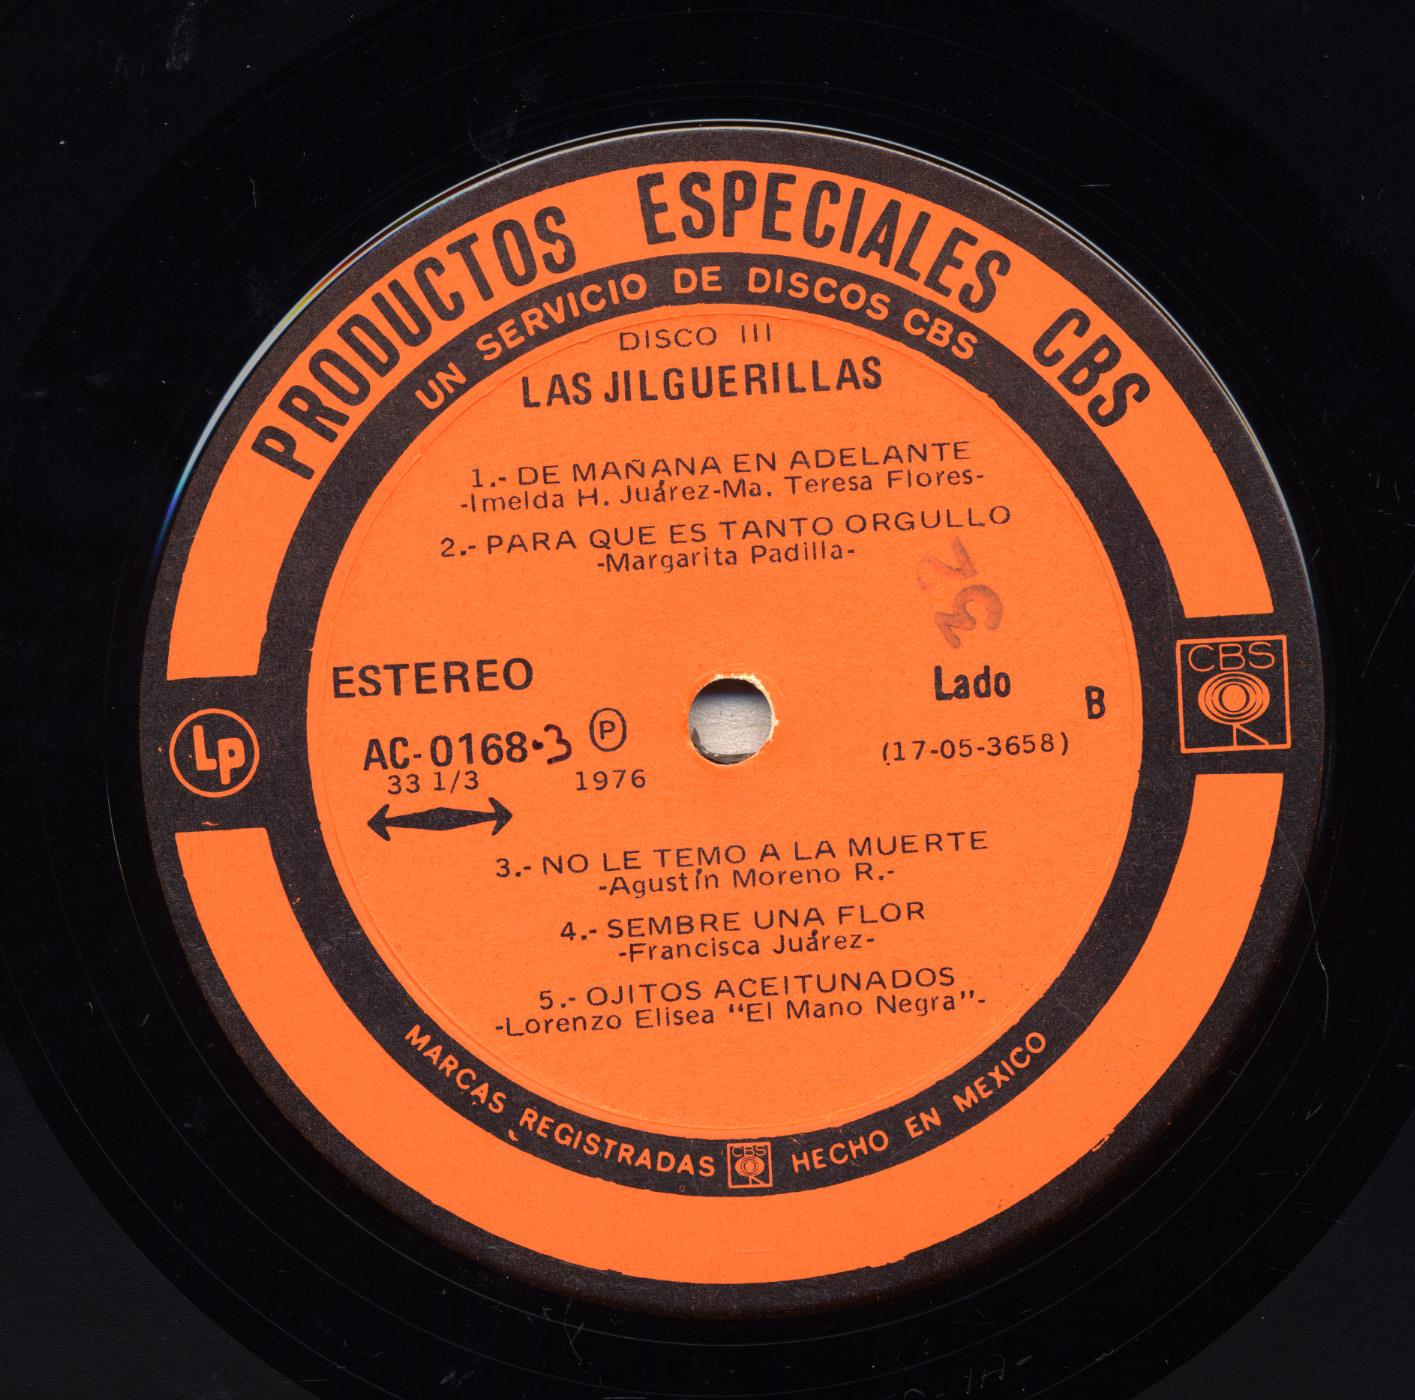 PRODUCTOS ESPECIALES CBS
UN SERVICIO DE DISCOS CBS
DISCO III
LAS JILGUERILLAS
1.- DE MAÑANA EN ADELANTE
-Imelda H. Juárez-Ma. Teresa Flores-
2.- PARA QUE ES TANTO ORGULLO
-Margarita Padilla-
ESTEREO
Lado B
LP
CBS
AC-0168·3 Ⓟ
(17-05-3658)
33 1/3 1976
3.- NO LE TEMO A LA MUERTE
-Agustín Moreno R.-
4.- SEMBRE UNA FLOR
-Francisca Juárez-
5.- OJITOS ACEITUNADOS
-Lorenzo Elisea "El Mano Negra"-
MARCAS REGISTRADAS CBS HECHO EN MEXICO